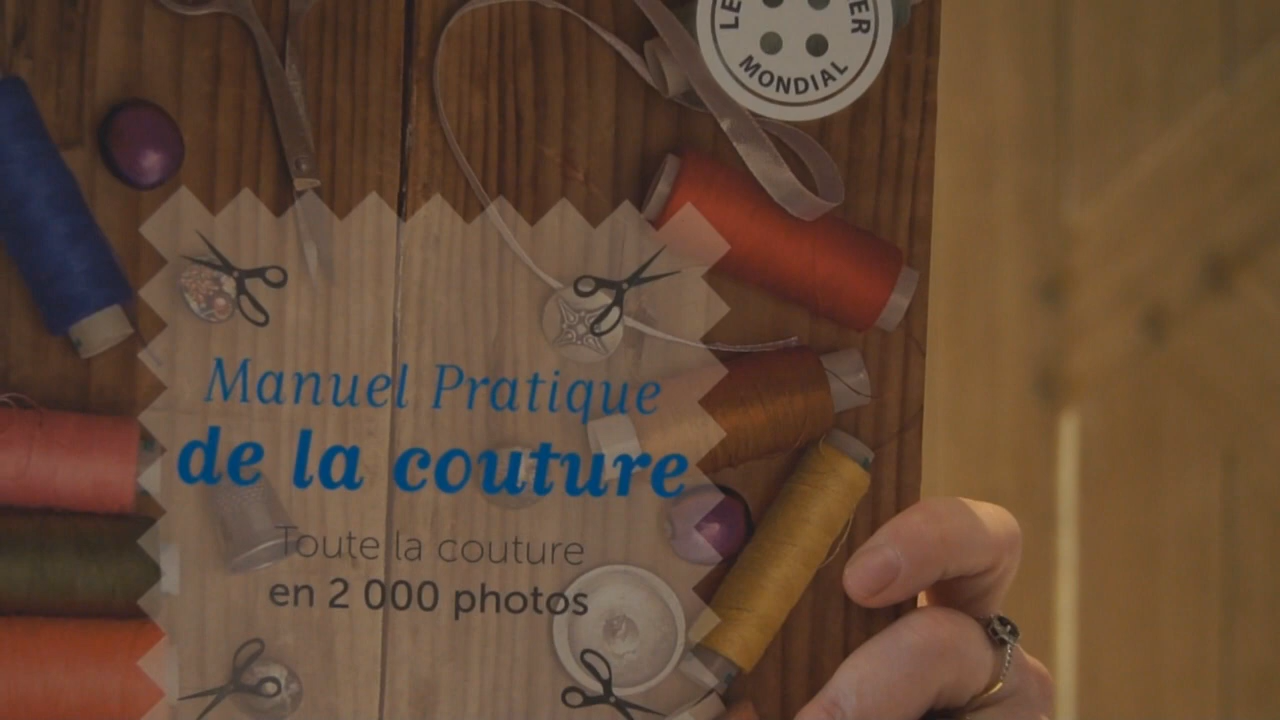 MONDIAL
Manuel Pratique
de la couture
Toute la couture
en 2 000 photos